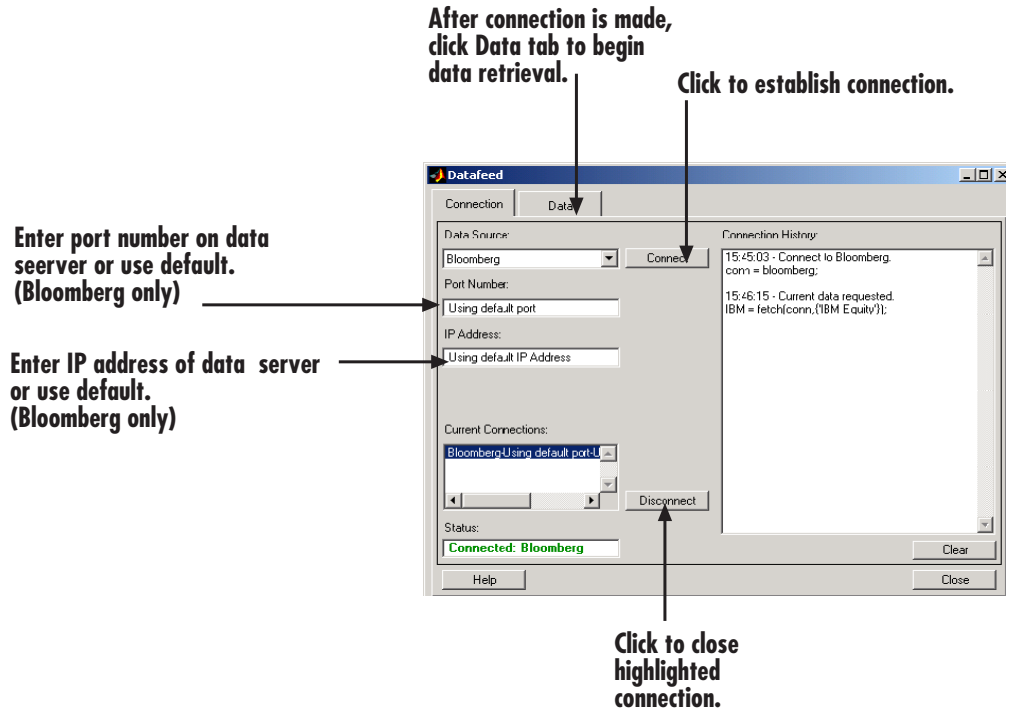 After connection is made,
click Data tab to begin
data retrieval.
Click to establish connection.
Datafeed
Connection
Data
Enter port number on data
seerver or use default.
(Bloomberg only)
Enter IP address of data server
or use default.
(Bloomberg only)
Data Source:
Bloomberg
Connect
Port Number:
Using default port
IP Address:
Using default IP Address
Current Connections:
Bloomberg-Using default port-U
Disconnect
Status:
Connected: Bloomberg
Connection History:
15:45:03 - Connect to Bloomberg.
conn = bloomberg;
15:46:15 - Current data requested.
IBM = fetch(conn,{'IBM Equity'});
Clear
Help
Close
Click to close
highlighted
connection.